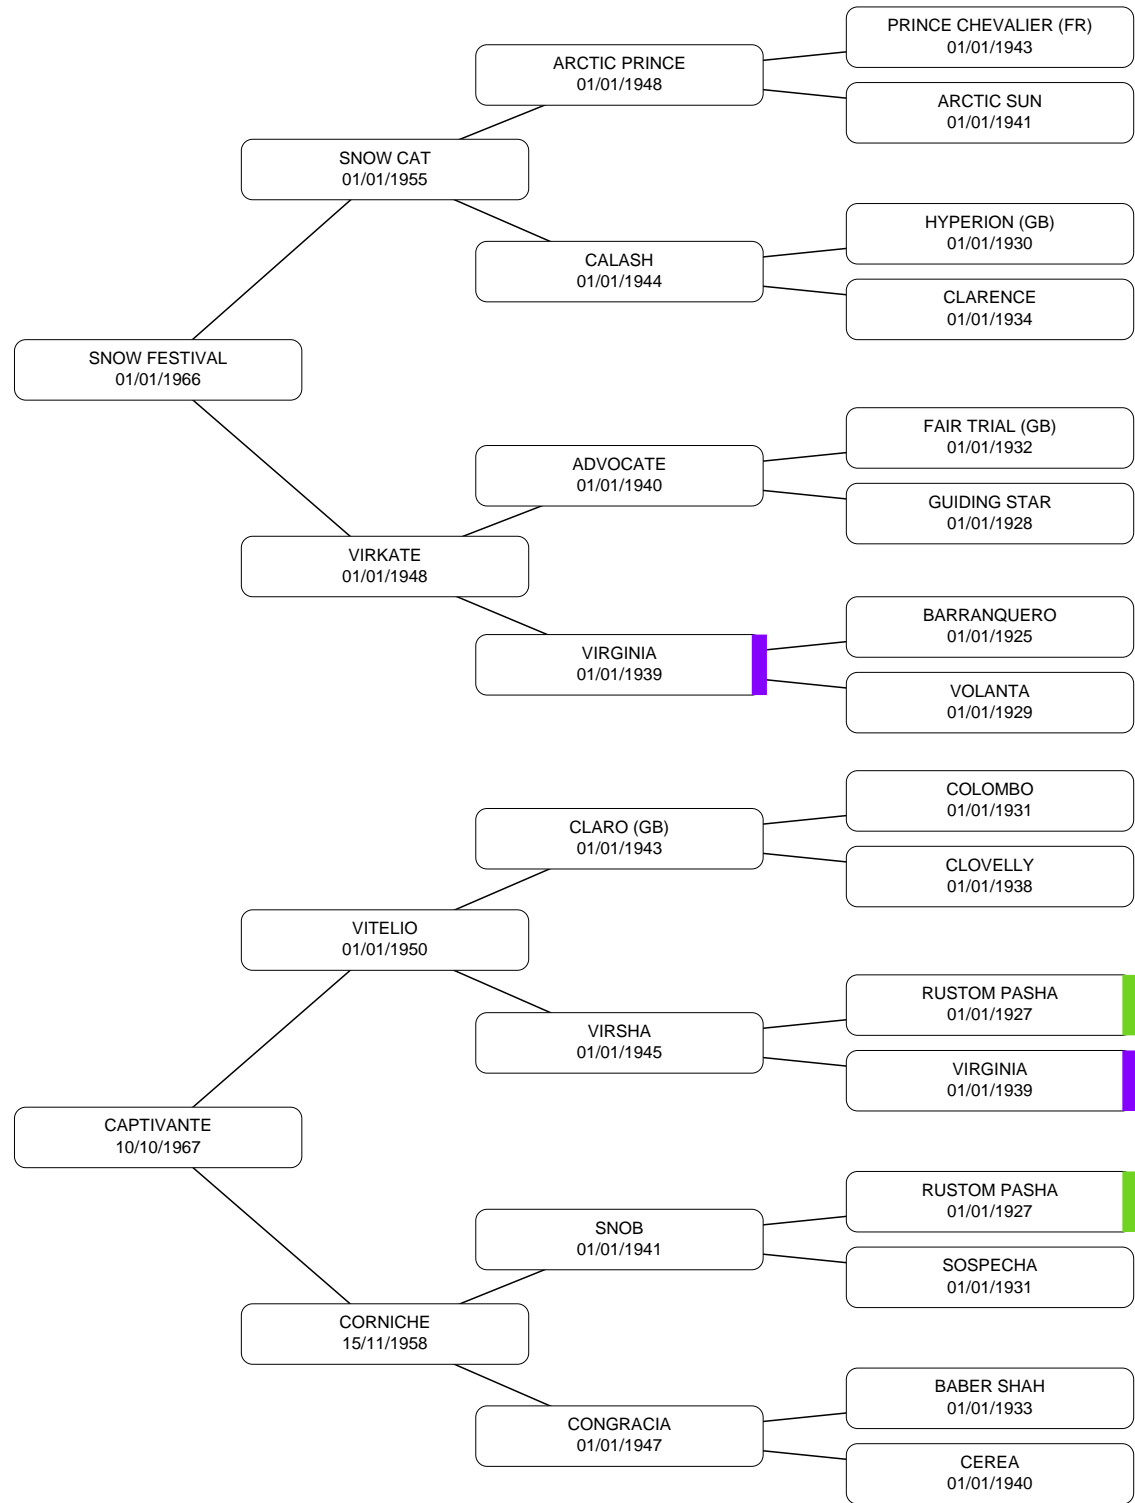 PRINCE CHEVALIER (FR)
01/01/1943
ARCTIC PRINCE
01/01/1948
ARCTIC SUN
01/01/1941
SNOW CAT
01/01/1955
HYPERION (GB)
01/01/1930
CALASH
01/01/1944
CLARENCE
01/01/1934
SNOW FESTIVAL
01/01/1966
FAIR TRIAL (GB)
01/01/1932
ADVOCATE
01/01/1940
GUIDING STAR
01/01/1928
VIRKATE
01/01/1948
BARRANQUERO
01/01/1925
VIRGINIA
01/01/1939
VOLANTA
01/01/1929
COLOMBO
01/01/1931
CLARO (GB)
01/01/1943
CLOVELLY
01/01/1938
VITELIO
01/01/1950
RUSTOM PASHA
01/01/1927
VIRSHA
01/01/1945
VIRGINIA
01/01/1939
CAPTIVANTE
10/10/1967
RUSTOM PASHA
01/01/1927
SNOB
01/01/1941
SOSPECHA
01/01/1931
CORNICHE
15/11/1958
BABER SHAH
01/01/1933
CONGRACIA
01/01/1947
CEREA
01/01/1940